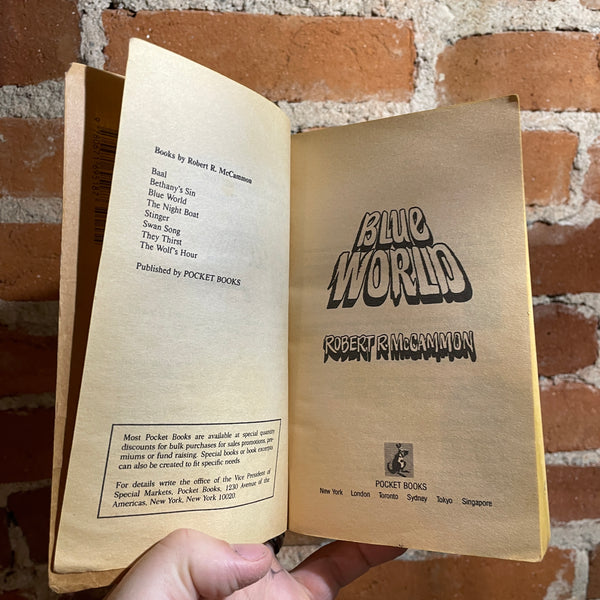 Books by Robert R. McCammon
Baal
Bethany's Sin
Blue World
The Night Boat
Stinger
Swan Song
They Thirst
The Wolf's Hour
Published by POCKET BOOKS
Most Pocket Books are available at special quantity
discounts for bulk purchases for sales promotions, pre-
miums or fund raising. Special books or book excerpts
can also be created to fit specific needs
For details write the office of the Vice President of
Special Markets, Pocket Books, 1230 Avenue of the
Americas, New York, New York 10020.
BLUE
WORLD
ROBERT R. McCAMMON
POCKET BOOKS
New York London Toronto Sydney Tokyo Singapore